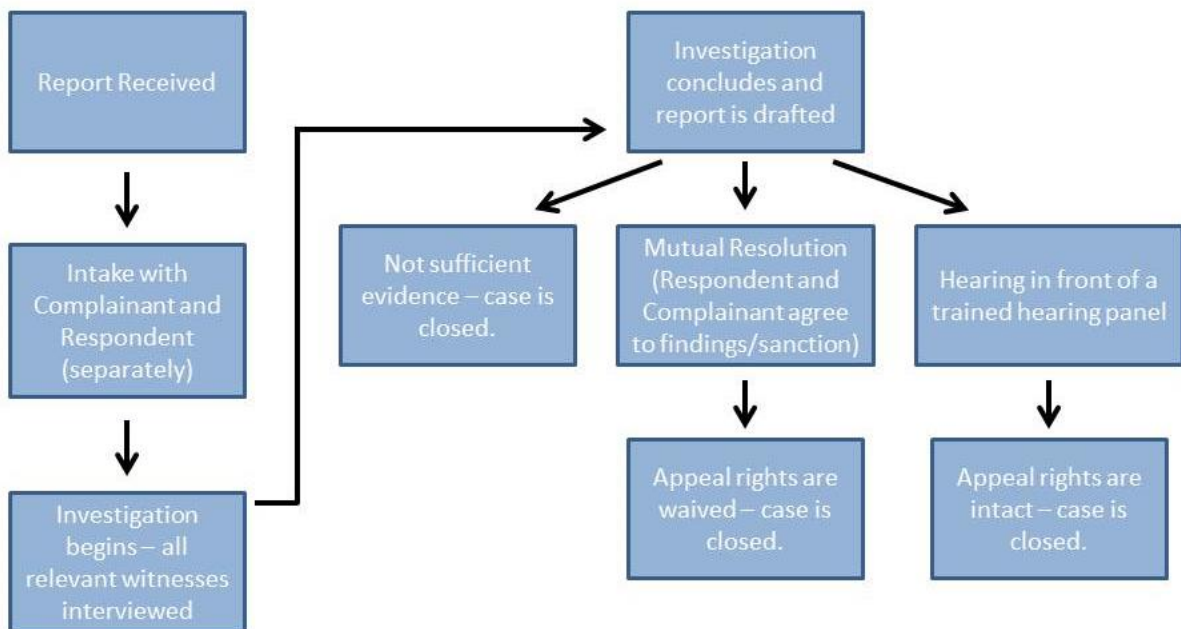 Report Received
Intake with
Complainant and
Respondent
(separately)
Investigation
begins – all
relevant witnesses
interviewed
Investigation
concludes and
report is drafted
Not sufficient
evidence – case is
closed.
Mutual Resolution
(Respondent and
Complainant agree
to findings/sanction)
Hearing in front of a
trained hearing panel
Appeal rights are
waived – case is
closed.
Appeal rights are
intact – case is
closed.